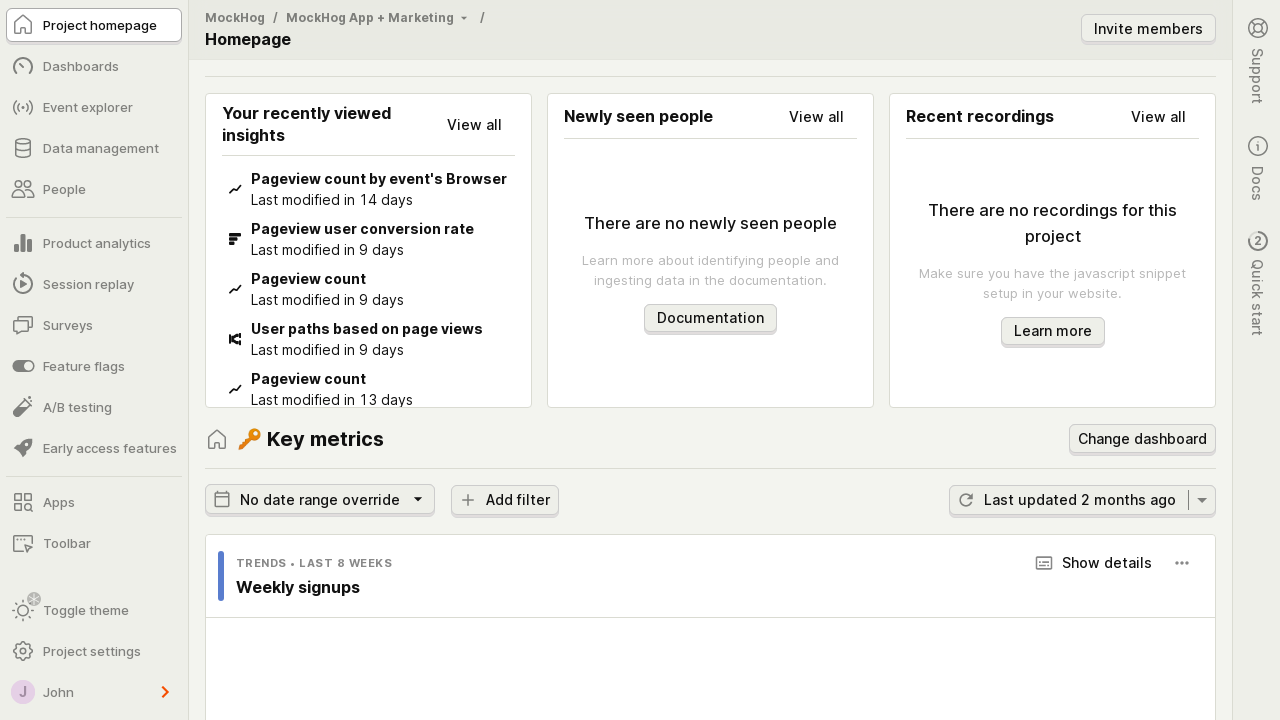 Project homepage
Dashboards
Event explorer
Data management
People
Product analytics
Session replay
Surveys
Feature flags
A/B testing
Early access features
Apps
Toolbar
Toggle theme
Project settings
J
John
MockHog / MockHog App + Marketing /
Homepage
Invite members
Your recently viewed
insights
View all
Pageview count by event's Browser
Last modified in 14 days
Pageview user conversion rate
Last modified in 9 days
Pageview count
Last modified in 9 days
User paths based on page views
Last modified in 9 days
Pageview count
Last modified in 13 days
Newly seen people
View all
There are no newly seen people
Learn more about identifying people and
ingesting data in the documentation.
Documentation
Recent recordings
View all
There are no recordings for this
project
Make sure you have the javascript snippet
setup in your website.
Learn more
🔑 Key metrics
Change dashboard
No date range override
Add filter
Last updated 2 months ago
TRENDS • LAST 8 WEEKS
Weekly signups
Show details
Support
Docs
2
Quick start